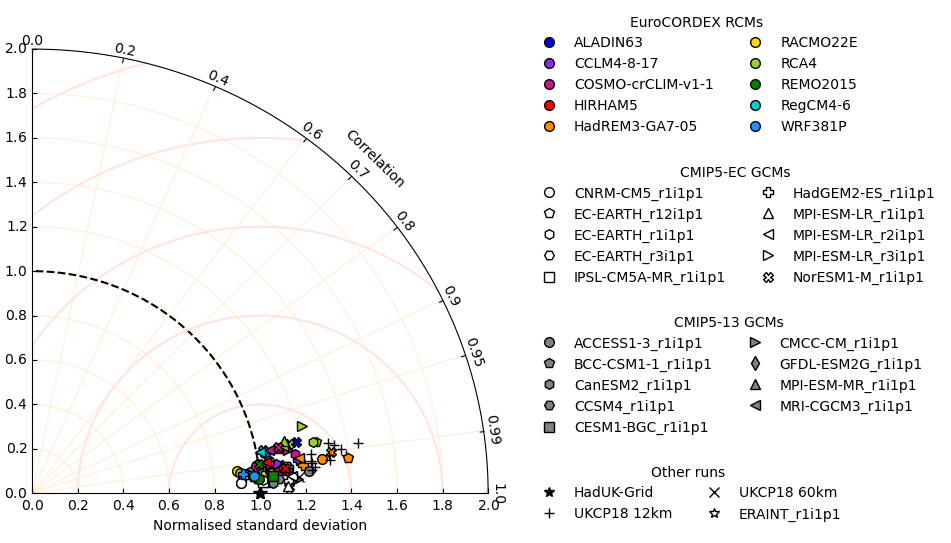 0.0
0.2
0.4
0.6
Correlation
0.7
0.8
0.9
0.95
0.99
1.0
2.0
1.8
1.6
1.4
1.2
1.0
0.8
0.6
0.4
0.2
0.0
0.0 0.2 0.4 0.6 0.8 1.0 1.2 1.4 1.6 1.8 2.0
Normalised standard deviation
EuroCORDEX RCMs
ALADIN63 RACMO22E
CCLM4-8-17 RCA4
COSMO-crCLIM-v1-1 REMO2015
HIRHAM5 RegCM4-6
HadREM3-GA7-05 WRF381P
CMIP5-EC GCMs
CNRM-CM5_r1i1p1 HadGEM2-ES_r1i1p1
EC-EARTH_r12i1p1 MPI-ESM-LR_r1i1p1
EC-EARTH_r1i1p1 MPI-ESM-LR_r2i1p1
EC-EARTH_r3i1p1 MPI-ESM-LR_r3i1p1
IPSL-CM5A-MR_r1i1p1 NorESM1-M_r1i1p1
CMIP5-13 GCMs
ACCESS1-3_r1i1p1 CMCC-CM_r1i1p1
BCC-CSM1-1_r1i1p1 GFDL-ESM2G_r1i1p1
CanESM2_r1i1p1 MPI-ESM-MR_r1i1p1
CCSM4_r1i1p1 MRI-CGCM3_r1i1p1
CESM1-BGC_r1i1p1
Other runs
HadUK-Grid UKCP18 60km
UKCP18 12km ERAINT_r1i1p1